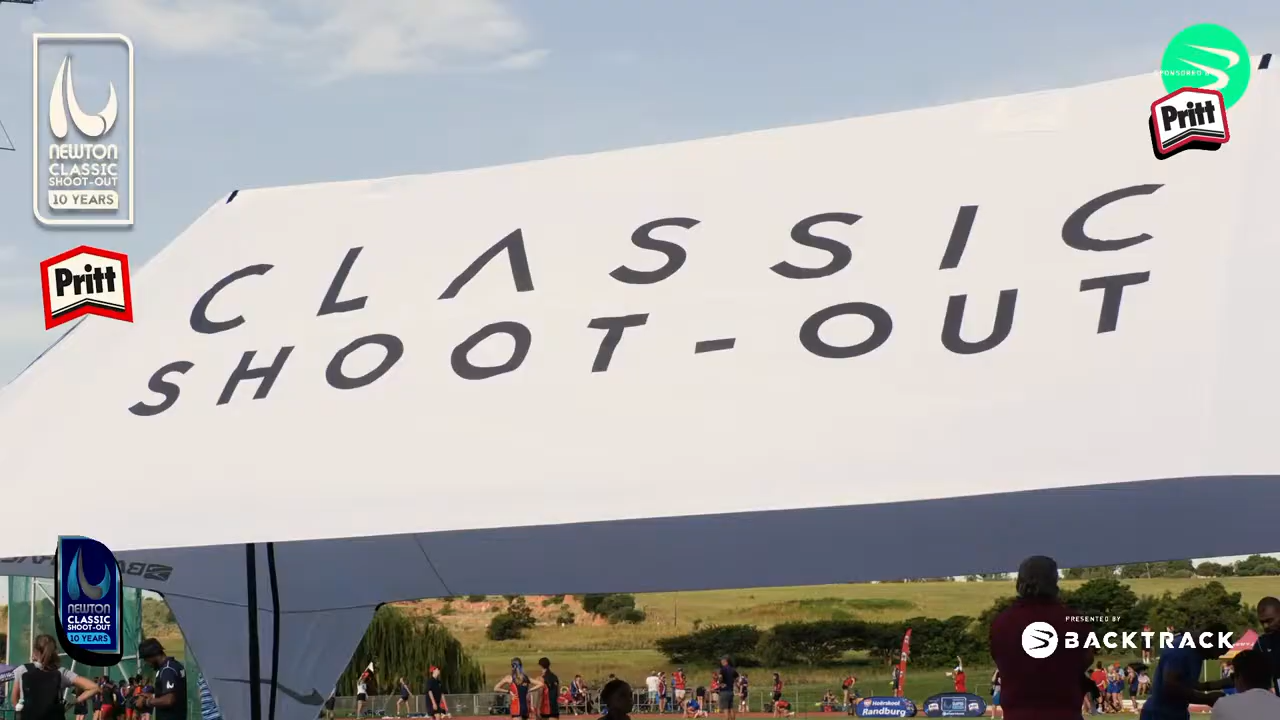 NEWTON
CLASSIC
SHOOT-OUT
10 YEARS
SPONSORED BY
Pritt
Pritt
CLASSIC
SHOOT-OUT
NEWTON
CLASSIC
SHOOT-OUT
10 YEARS
PRESENTED BY
BACKTRACK
Hoërskool
Randburg